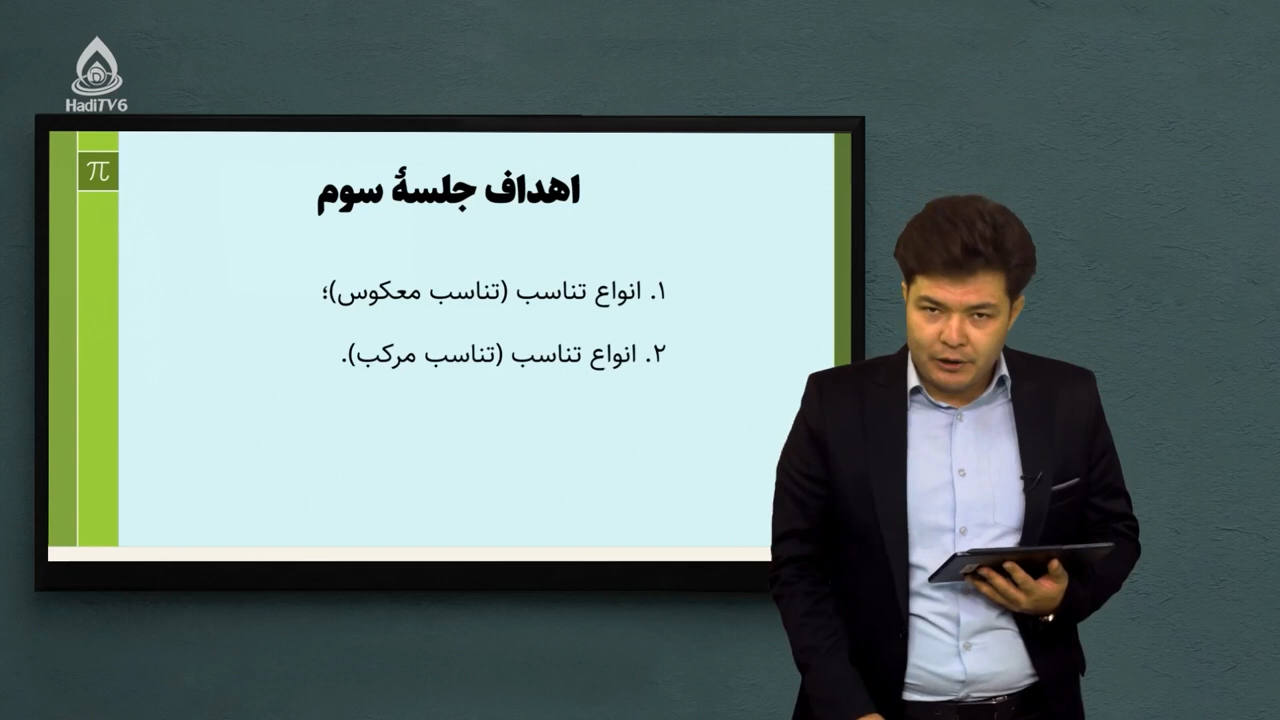 HadiTV6
π
اهداف جلسهٔ سوم
۱. انواع تناسب (تناسب معکوس)؛
۲. انواع تناسب (تناسب مرکب).